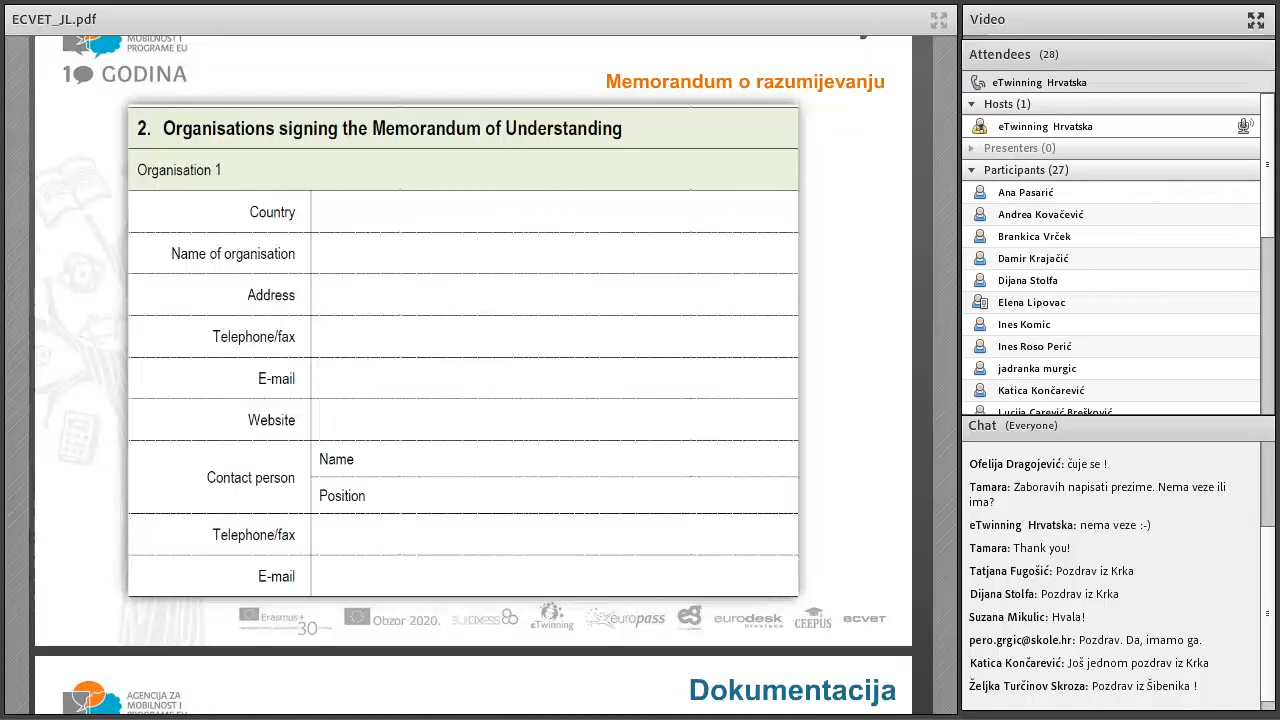 ECVET_JL.pdf
MOBILNOST I
PROGRAME EU
10 GODINA
Memorandum o razumijevanju
2. Organisations signing the Memorandum of Understanding
Organisation 1
Country
Name of organisation
Address
Telephone/fax
E-mail
Website
Contact person
Name
Position
Telephone/fax
E-mail
Erasmus+
30
Obzor 2020.
euraxess
eTwinning
europass
eurodesk
Hrvatska
CEEPUS
ECVET
AGENCIJA ZA
MOBILNOST I
PROGRAME EU
Dokumentacija
Video
Attendees (28)
eTwinning Hrvatska
Hosts (1)
eTwinning Hrvatska
Presenters (0)
Participants (27)
Ana Pasarić
Andrea Kovačević
Brankica Vrček
Damir Krajačić
Dijana Stolfa
Elena Lipovac
Ines Komic
Ines Roso Perić
jadranka murgic
Katica Končarević
Lucija Carević Brešković
Chat (Everyone)
Ofelija Dragojević: čuje se !
Tamara: Zaboravih napisati prezime. Nema veze ili
ima?
eTwinning Hrvatska: nema veze :-)
Tamara: Thank you!
Tatjana Fugošić: Pozdrav iz Krka
Dijana Stolfa: Pozdrav iz Krka
Suzana Mikulic: Hvala!
pero.grgic@skole.hr: Pozdrav. Da, imamo ga.
Katica Končarević: Još jednom pozdrav iz Krka
Željka Turčinov Skroza: Pozdrav iz Šibenika !